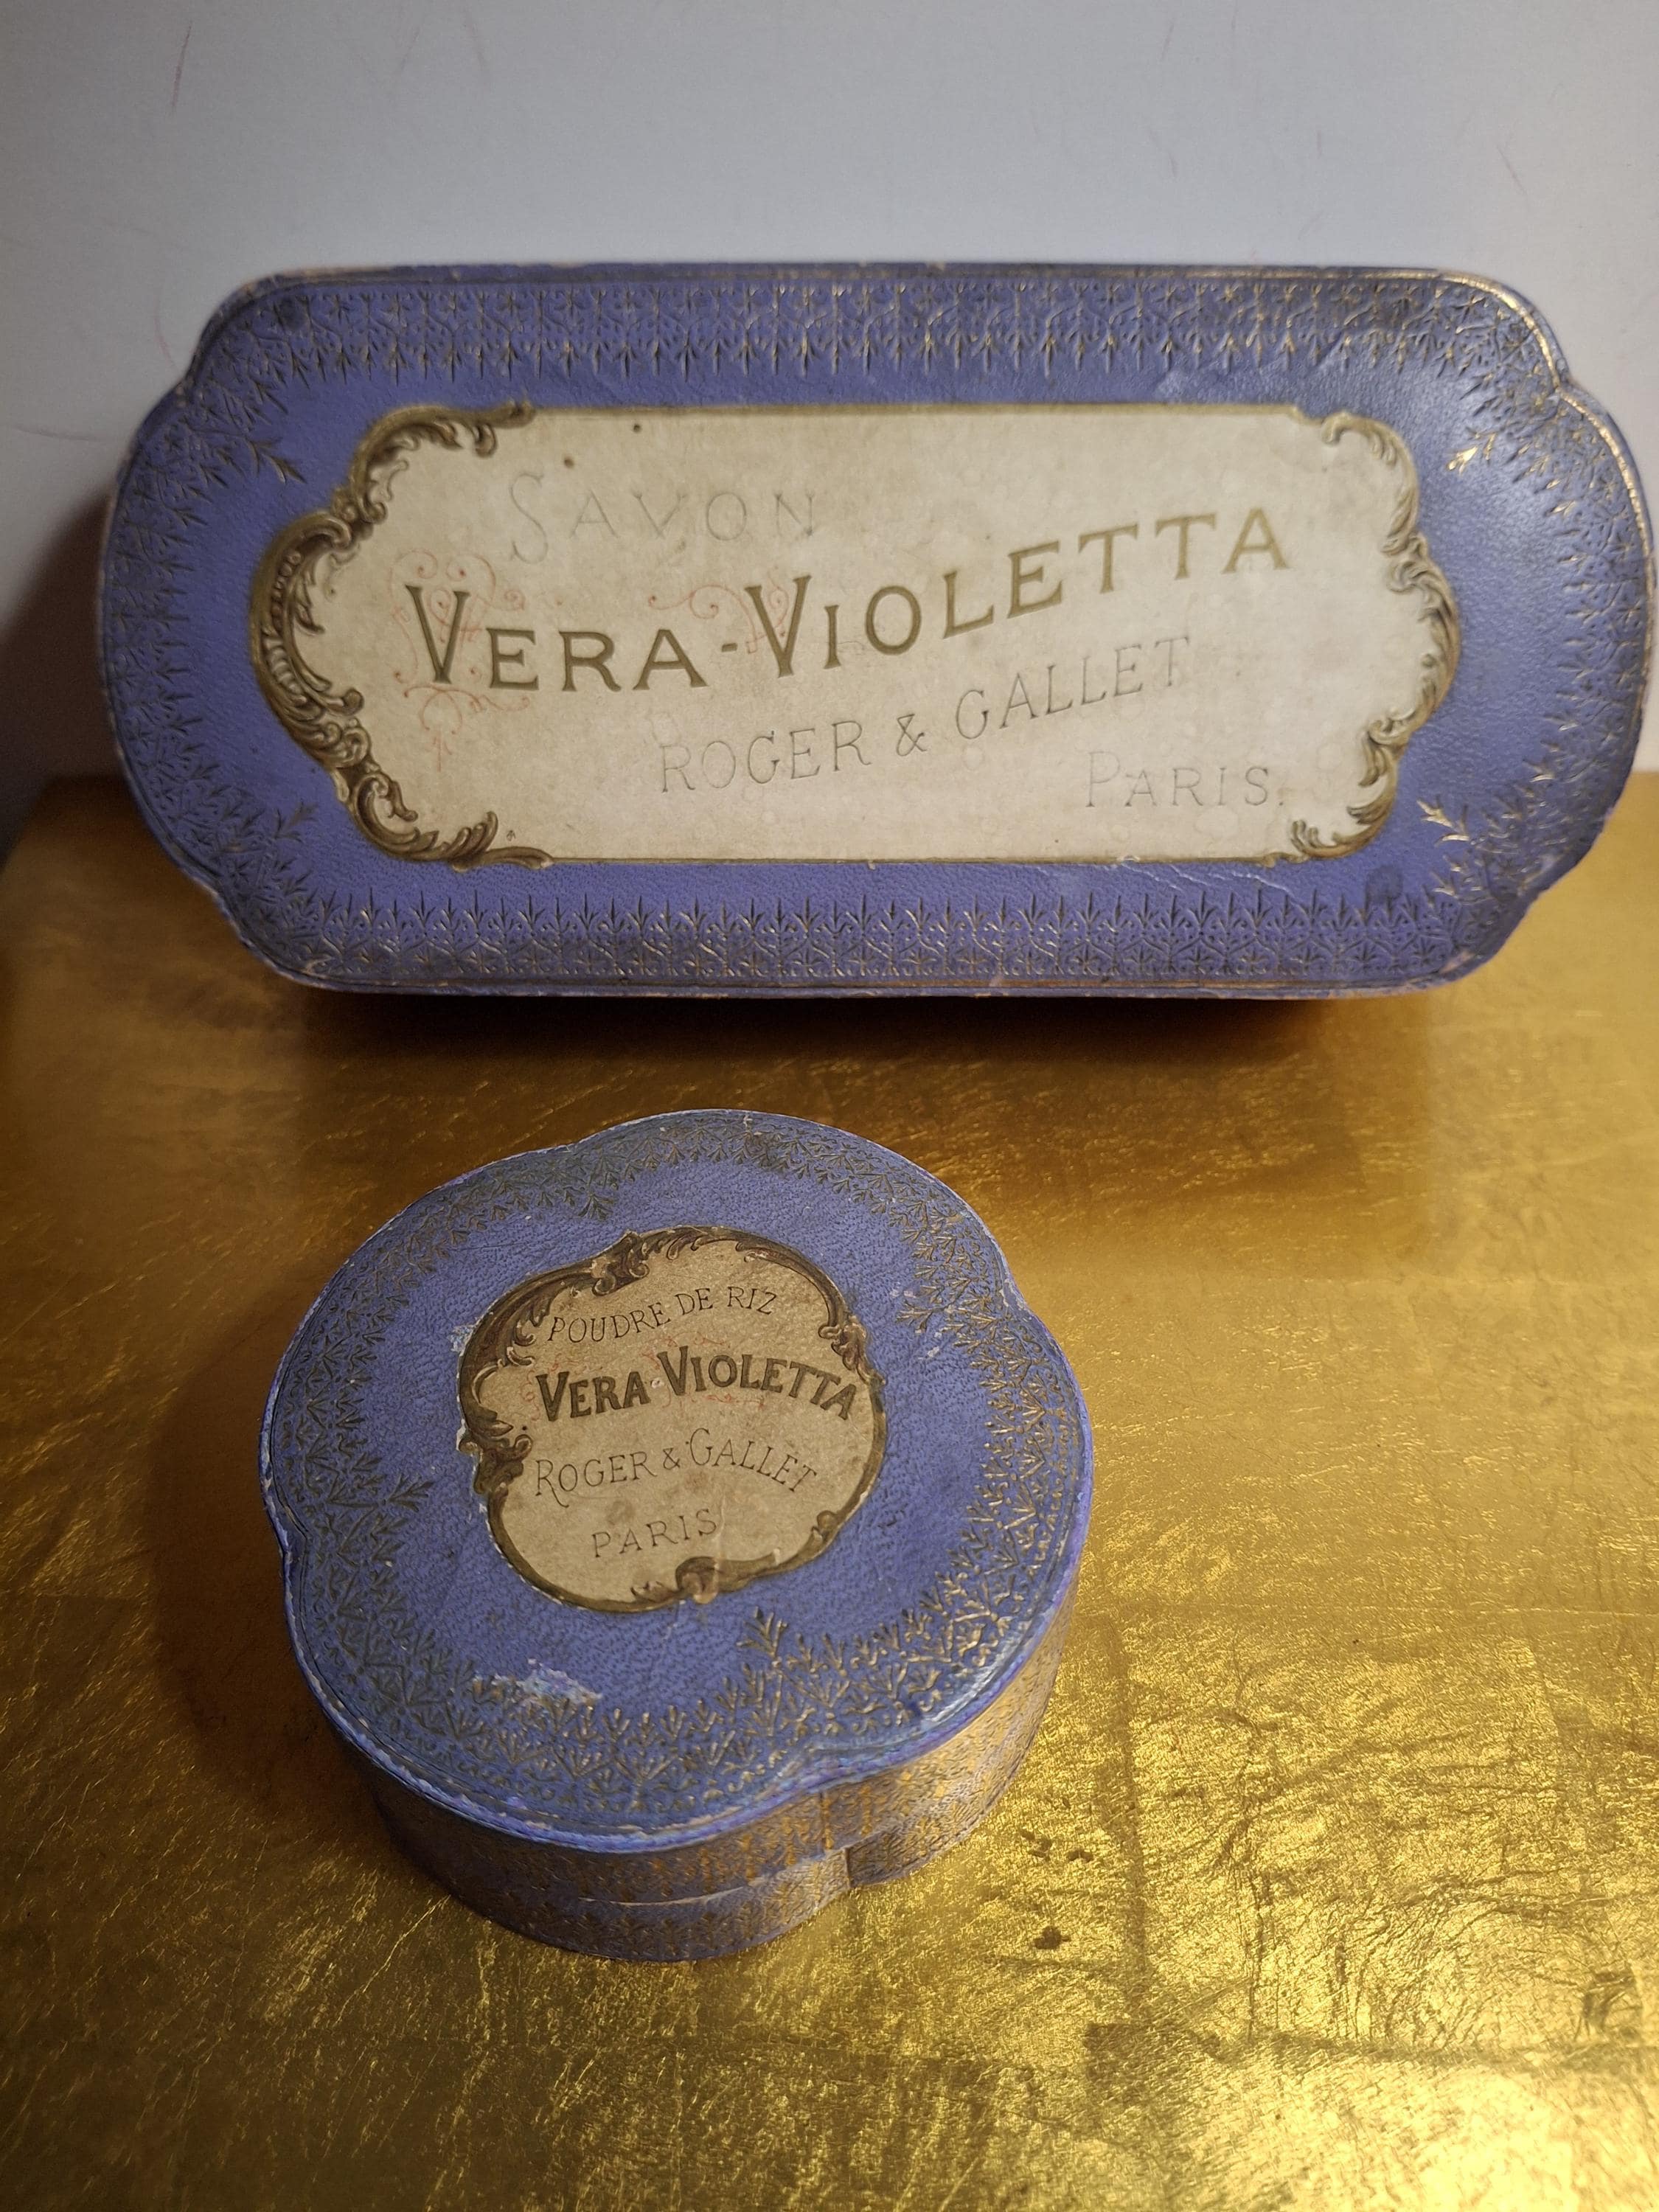 SAVON
VERA-VIOLETTA
ROGER & GALLET
PARIS.
POUDRE DE RIZ
VERA-VIOLETTA
ROGER & GALLET
PARIS